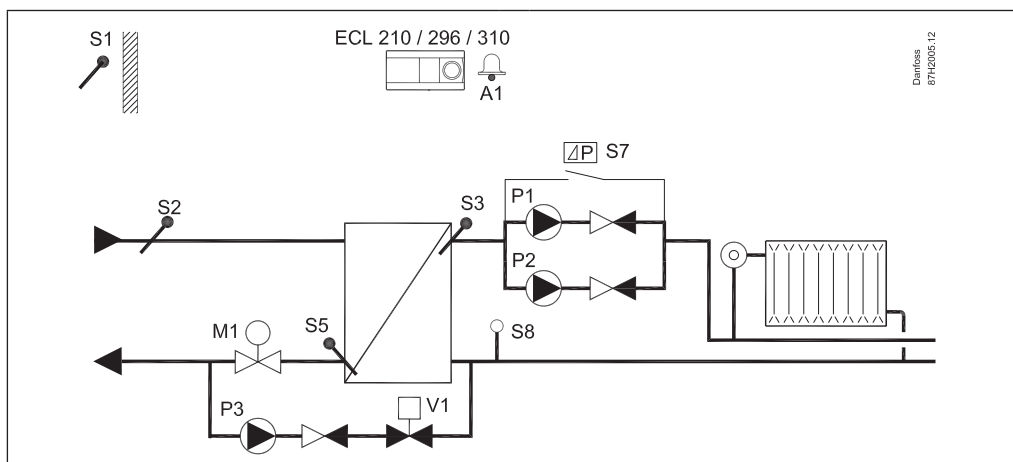 S1
ECL 210 / 296 / 310
A1
Danfoss
87H2005.12
P S7
P1
S3
S2
P2
M1
S5
S8
P3
V1